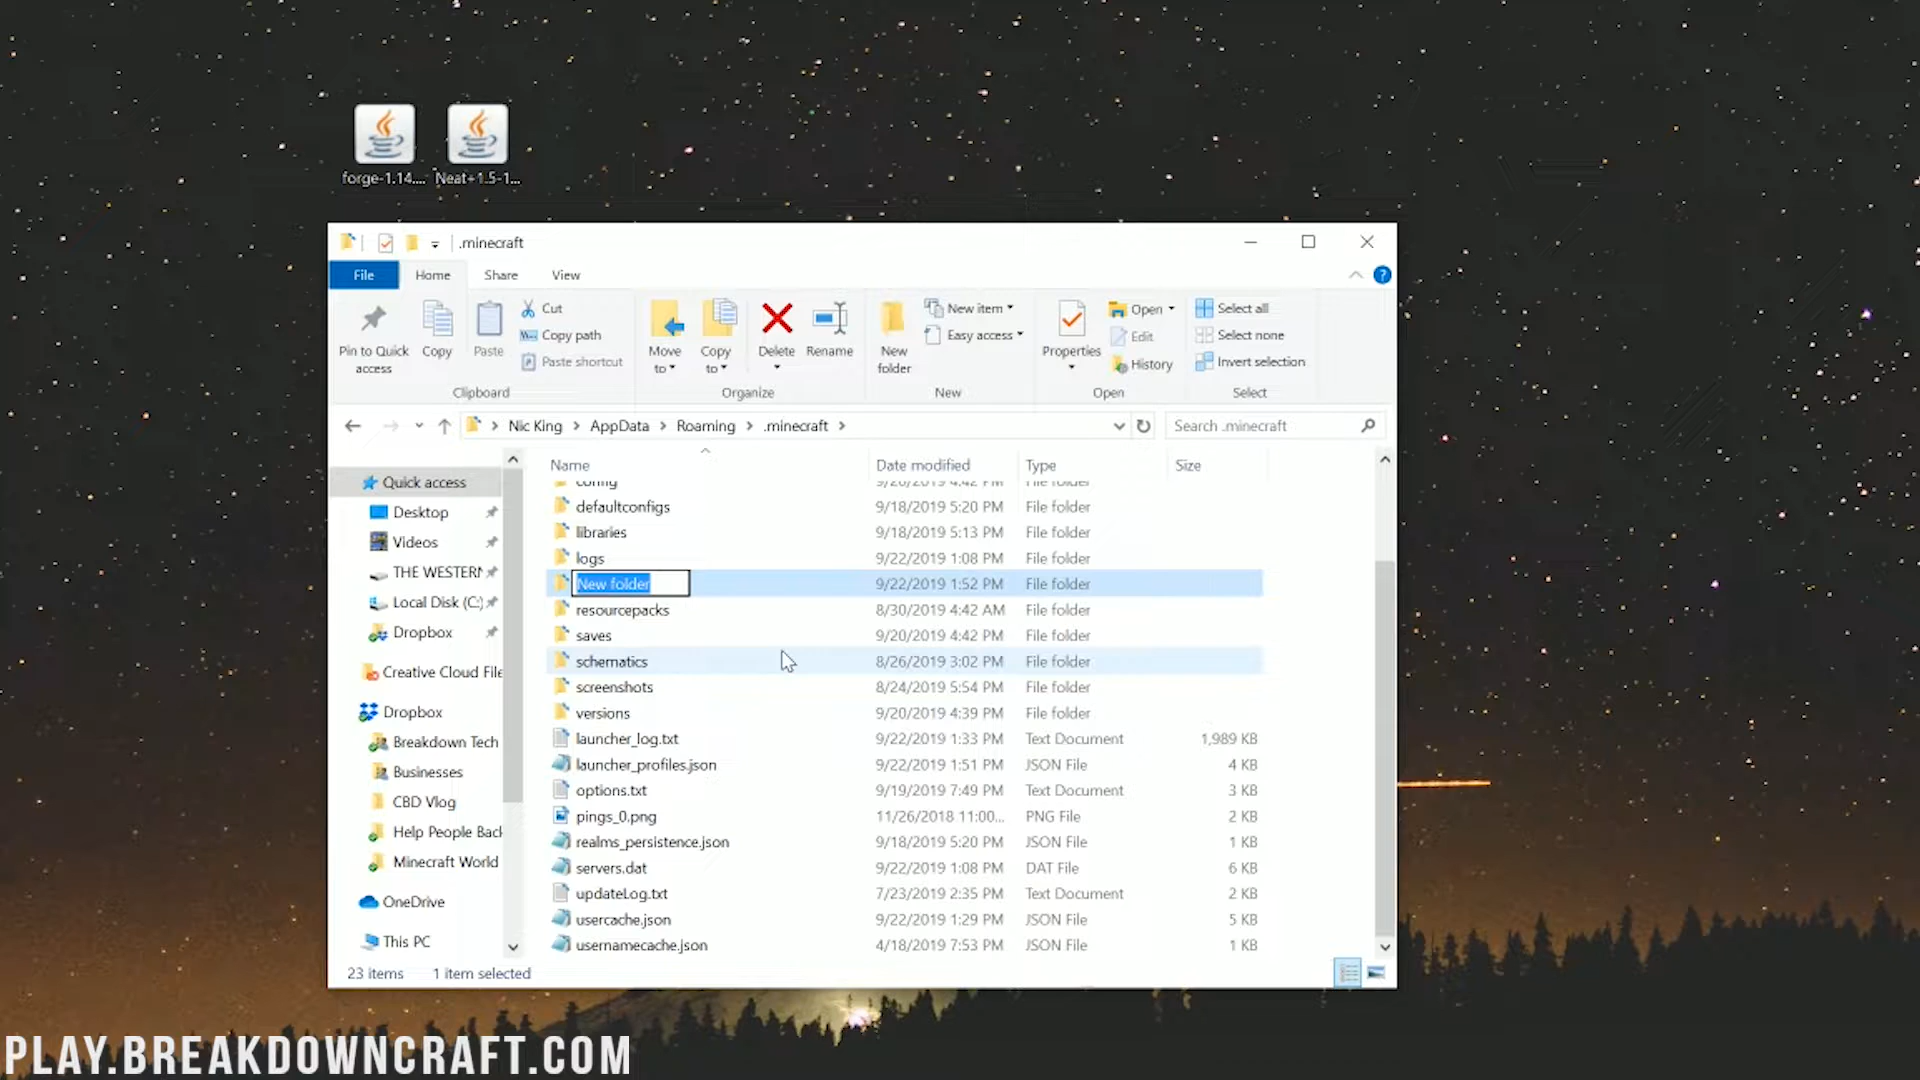 forge-1.14.... Neat+1.5-1...
.minecraft
File Home Share View
Pin to Quick access
Copy
Paste
Cut
Copy path
Paste shortcut
Clipboard
Move to
Copy to
Delete
Rename
Organize
New folder
New item
Easy access
New
Properties
Open
Edit
History
Open
Select all
Select none
Invert selection
Select
Nic King > AppData > Roaming > .minecraft >
Search .minecraft
Quick access
Desktop
Videos
THE WESTERN
Local Disk (C:)
Dropbox
Creative Cloud File
Dropbox
Breakdown Tech
Businesses
CBD Vlog
Help People Back
Minecraft World
OneDrive
This PC
Name Date modified Type Size
config 9/20/2019 4:42 PM File folder
defaultconfigs 9/18/2019 5:20 PM File folder
libraries 9/18/2019 5:13 PM File folder
logs 9/22/2019 1:08 PM File folder
New folder 9/22/2019 1:52 PM File folder
resourcepacks 8/30/2019 4:42 AM File folder
saves 9/20/2019 4:42 PM File folder
schematics 8/26/2019 3:02 PM File folder
screenshots 8/24/2019 5:54 PM File folder
versions 9/20/2019 4:39 PM File folder
launcher_log.txt 9/22/2019 1:33 PM Text Document 1,989 KB
launcher_profiles.json 9/22/2019 1:51 PM JSON File 4 KB
options.txt 9/19/2019 7:49 PM Text Document 3 KB
pings_0.png 11/26/2018 11:00... PNG File 2 KB
realms_persistence.json 9/18/2019 5:20 PM JSON File 1 KB
servers.dat 9/22/2019 1:08 PM DAT File 6 KB
updateLog.txt 7/23/2019 2:35 PM Text Document 2 KB
usercache.json 9/22/2019 1:29 PM JSON File 5 KB
usernamecache.json 4/18/2019 7:53 PM JSON File 1 KB
23 items 1 item selected
PLAY.BREAKDOWNCRAFT.COM